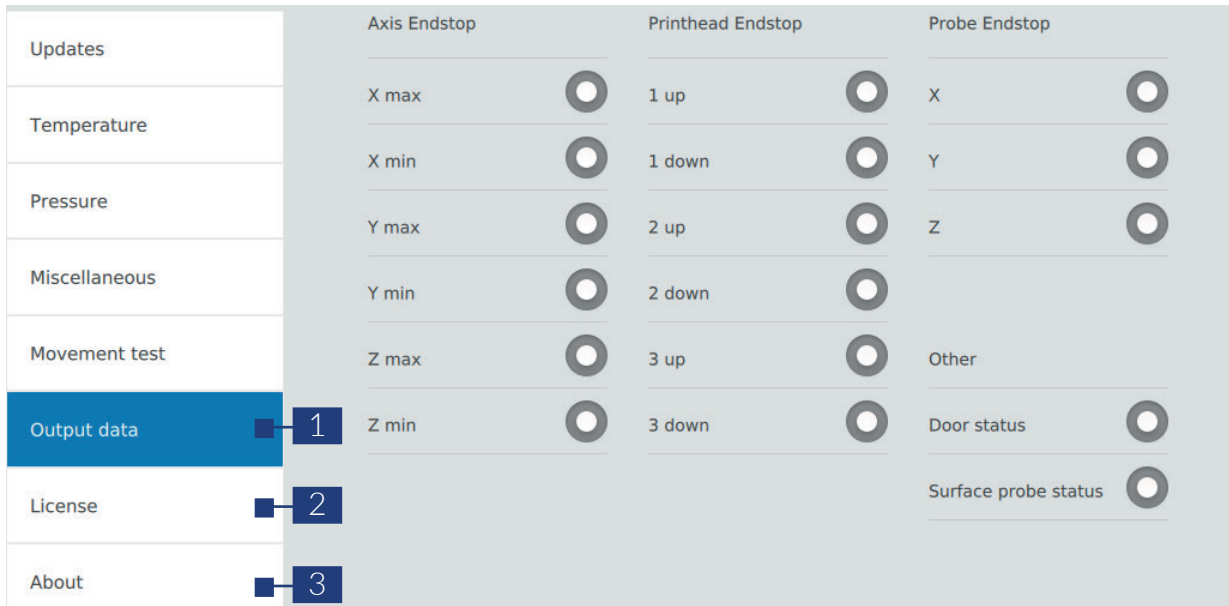 Updates
Temperature
Pressure
Miscellaneous
Movement test
Output data
1
License
2
About
3
Axis Endstop
X max
X min
Y max
Y min
Z max
Z min
Printhead Endstop
1 up
1 down
2 up
2 down
3 up
3 down
Probe Endstop
X
Y
Z
Other
Door status
Surface probe status